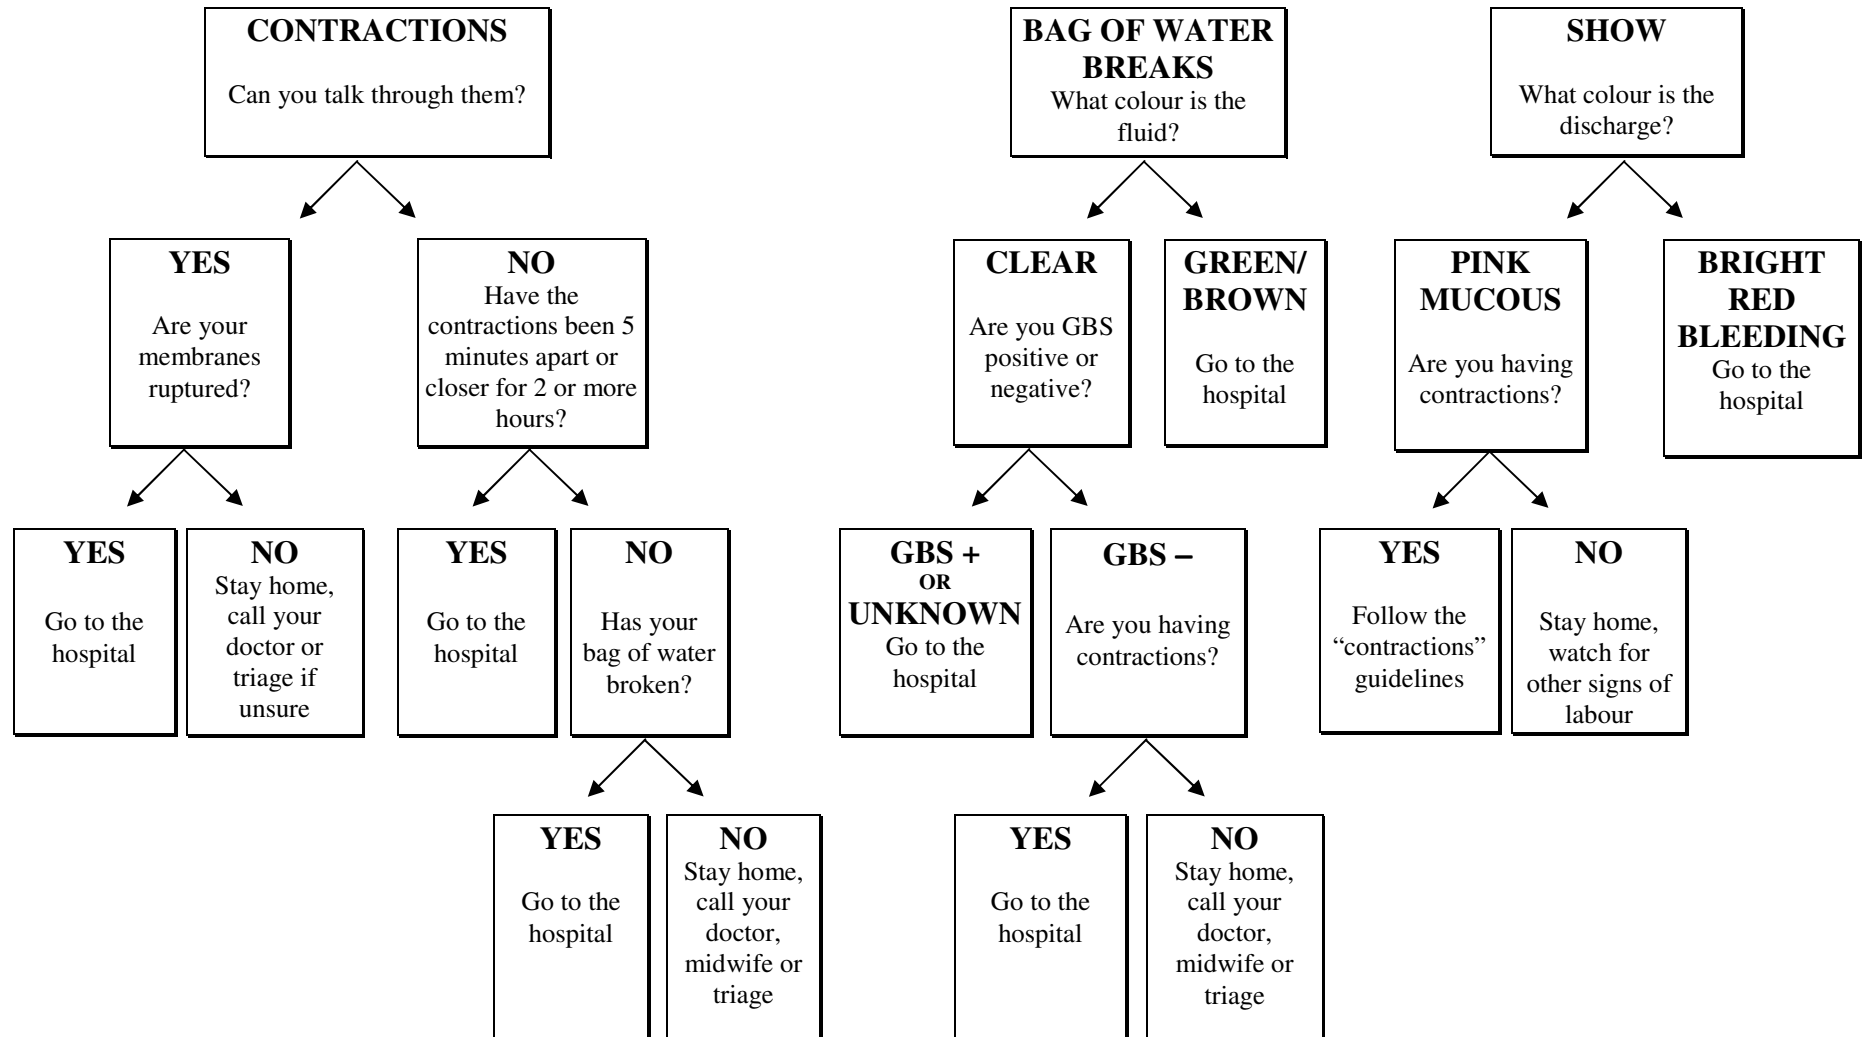 CONTRACTIONS
Can you talk through them?
BAG OF WATER
BREAKS
What colour is the
fluid?
SHOW
What colour is the
discharge?
YES
Are your
membranes
ruptured?
NO
Have the
contractions been 5
minutes apart or
closer for 2 or more
hours?
CLEAR
Are you GBS
positive or
negative?
GREEN/
BROWN
Go to the
hospital
PINK
MUCOUS
Are you having
contractions?
BRIGHT
RED
BLEEDING
Go to the
hospital
YES
Go to the
hospital
NO
Stay home,
call your
doctor or
triage if
unsure
YES
Go to the
hospital
NO
Has your
bag of water
broken?
GBS +
OR
UNKNOWN
Go to the
hospital
GBS –
Are you having
contractions?
YES
Follow the
“contractions”
guidelines
NO
Stay home,
watch for
other signs of
labour
YES
Go to the
hospital
NO
Stay home,
call your
doctor,
midwife or
triage
YES
Go to the
hospital
NO
Stay home,
call your
doctor,
midwife or
triage